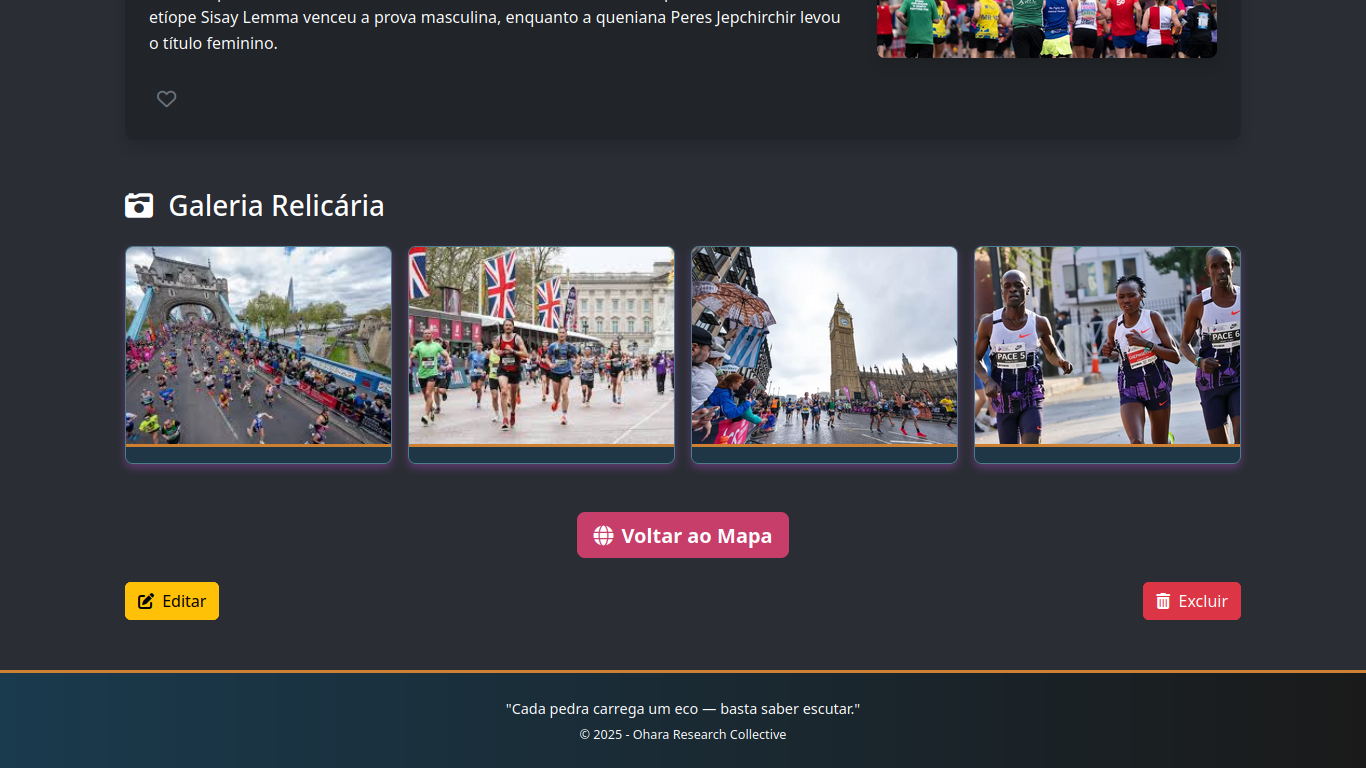 etíope Sisay Lemma venceu a prova masculina, enquanto a queniana Peres Jepchirchir levou
o título feminino.
Galeria Relicária
PACE 5
PACE 6
Voltar ao Mapa
Editar
Excluir
"Cada pedra carrega um eco — basta saber escutar."
© 2025 - Ohara Research Collective